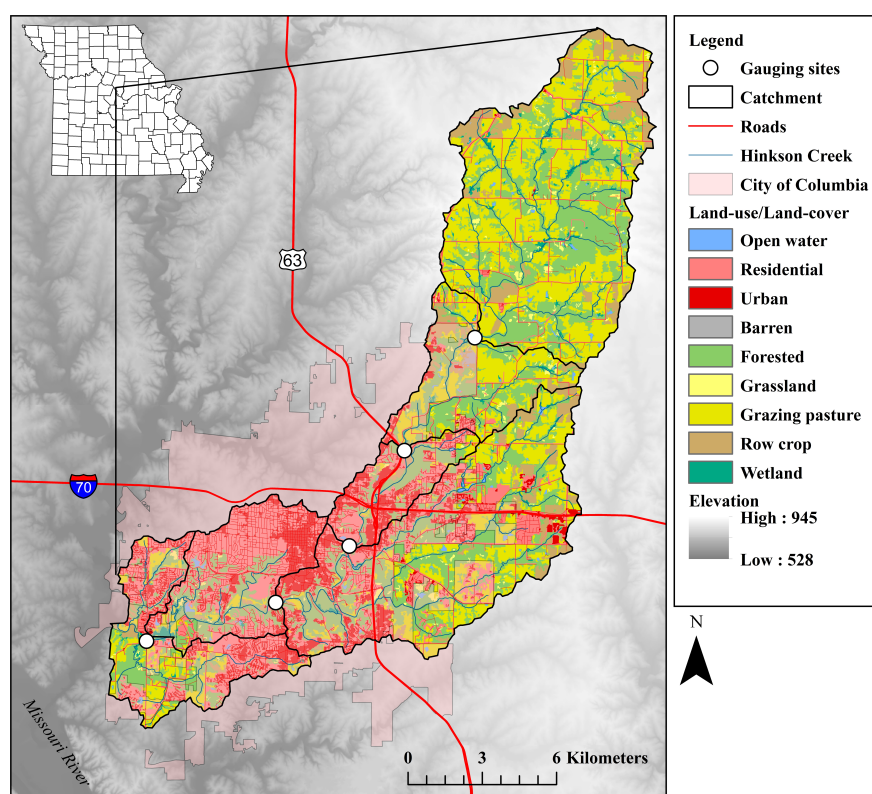 63
70
Missouri River
0 3 6 Kilometers
Legend
Gauging sites
Catchment
Roads
Hinkson Creek
City of Columbia
Land-use/Land-cover
Open water
Residential
Urban
Barren
Forested
Grassland
Grazing pasture
Row crop
Wetland
Elevation
High : 945
Low : 528
N